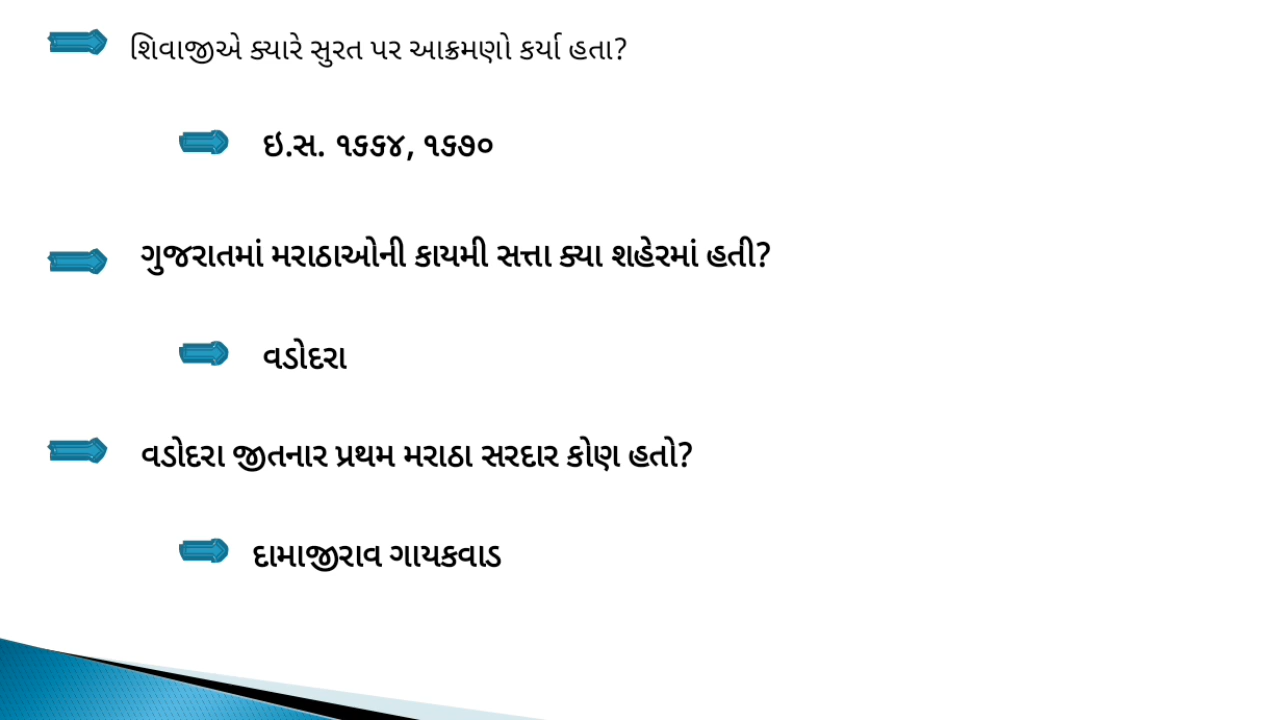 શિવાજીએ ક્યારે સુરત પર આક્રમણો કર્યા હતા?
ઇ.સ. ૧૬૬૪, ૧૬૭૦
ગુજરાતમાં મરાઠાઓની કાયમી સત્તા ક્યા શહેરમાં હતી?
વડોદરા
વડોદરા જીતનાર પ્રથમ મરાઠા સરદાર કોણ હતો?
દામાજીરાવ ગાયકવાડ